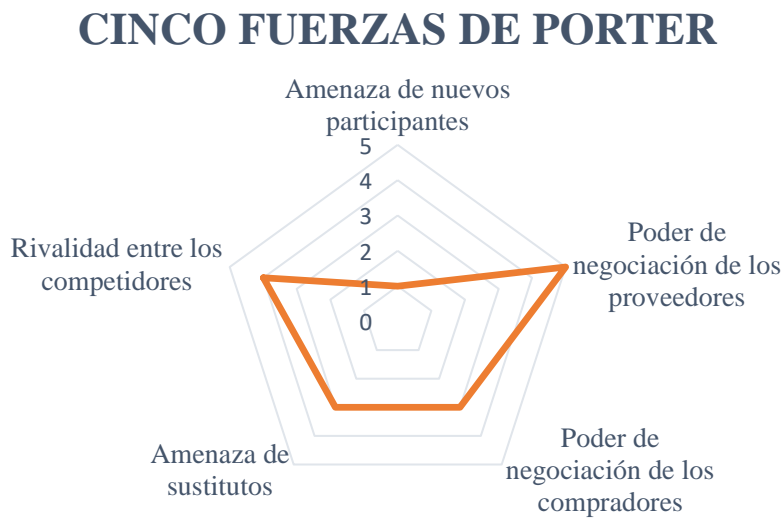 CINCO FUERZAS DE PORTER
Amenaza de nuevos
participantes
5
4
3
2
1
0
Poder de
negociación de los
proveedores
Poder de
negociación de los
compradores
Amenaza de
sustitutos
Rivalidad entre los
competidores